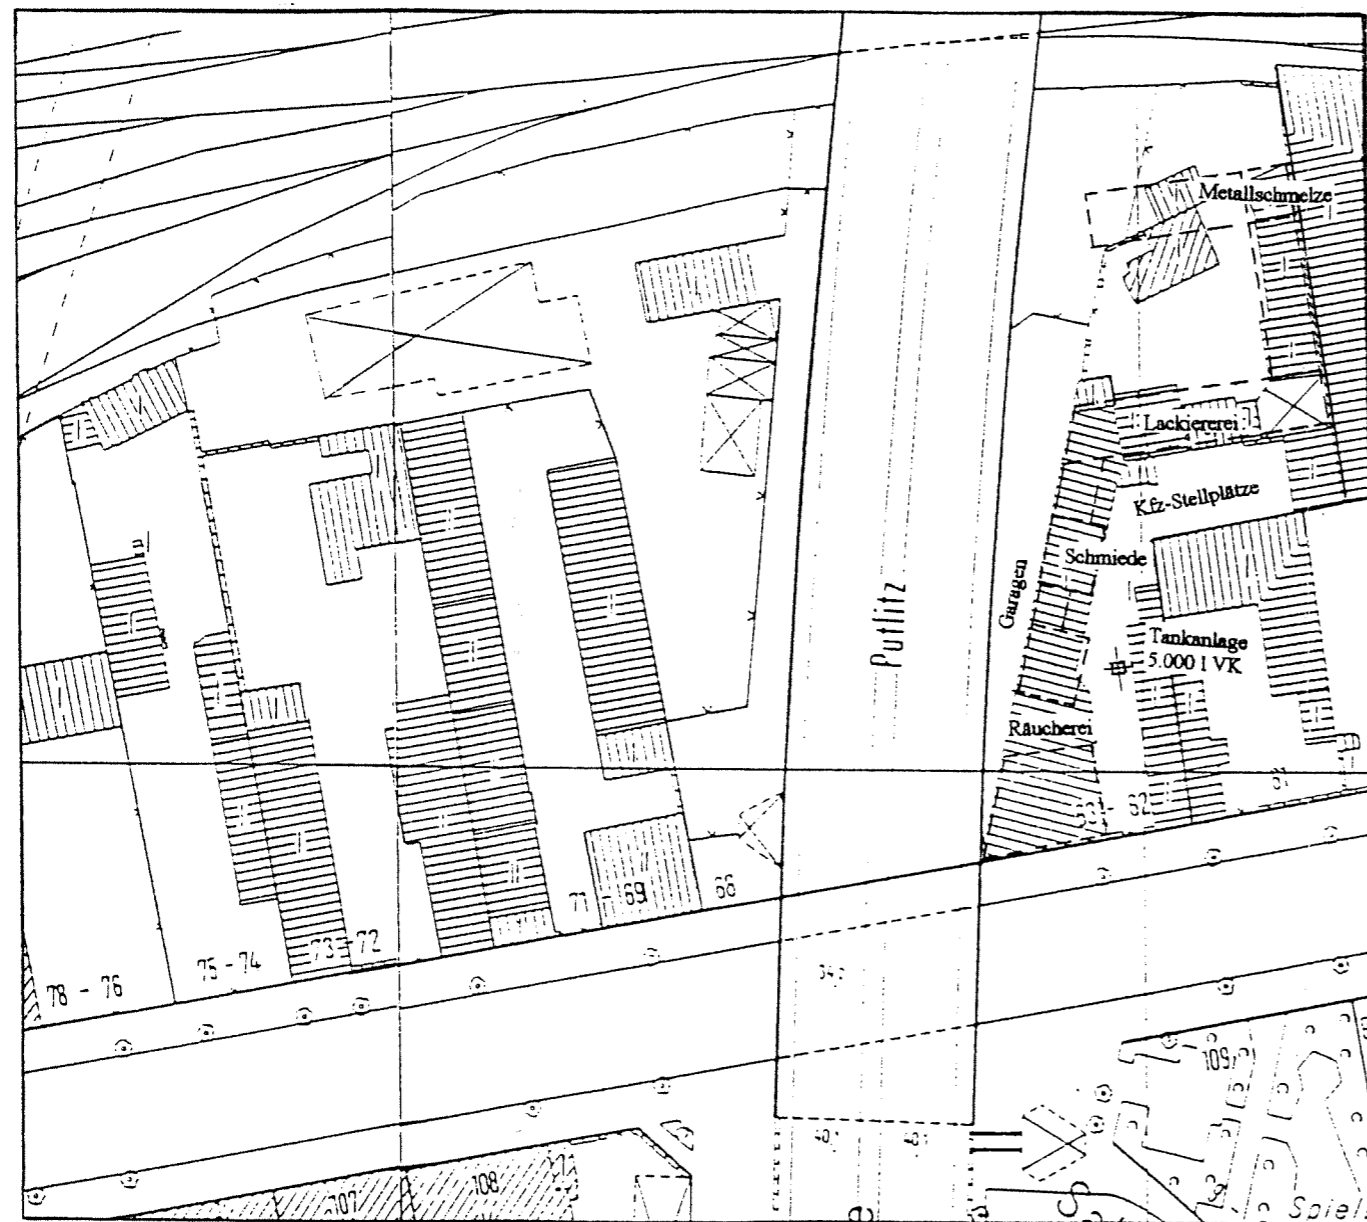 Metallschmelze
Lackiererei
Kfz-Stellplätze
Schmiede
Garagen
Putlitz
Tankanlage
5.000 l VK
Räucherei
61
62
68
71 - 69
73 - 72
75 - 74
78 - 76
109
108
107
Spiel